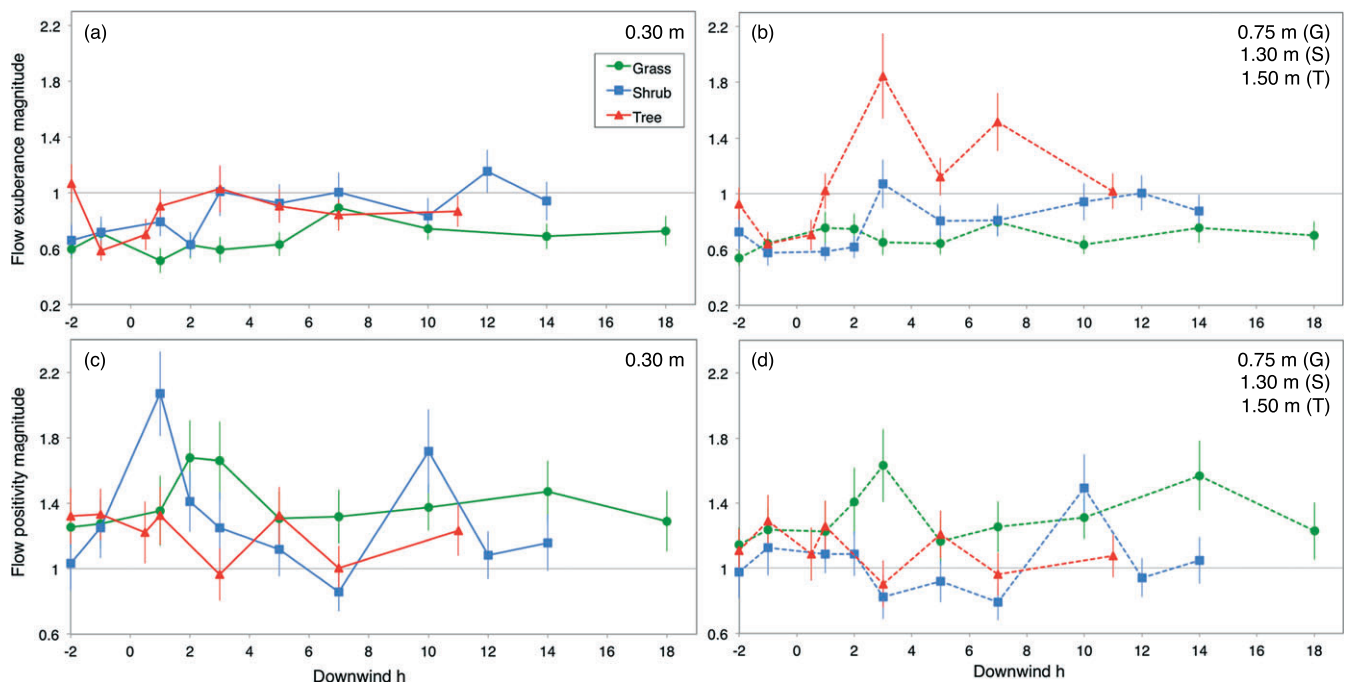 (a)
0.30 m
Grass
Shrub
Tree
Flow exuberance magnitude
2.2
1.8
1.4
1
0.6
0.2
-2 0 2 4 6 8 10 12 14 16 18
(b)
0.75 m (G)
1.30 m (S)
1.50 m (T)
2.2
1.8
1.4
1
0.6
0.2
-2 0 2 4 6 8 10 12 14 16 18
(c)
0.30 m
Flow positivity magnitude
2.2
1.8
1.4
1
0.6
-2 0 2 4 6 8 10 12 14 16 18
Downwind h
(d)
0.75 m (G)
1.30 m (S)
1.50 m (T)
2.2
1.8
1.4
1
0.6
-2 0 2 4 6 8 10 12 14 16 18
Downwind h